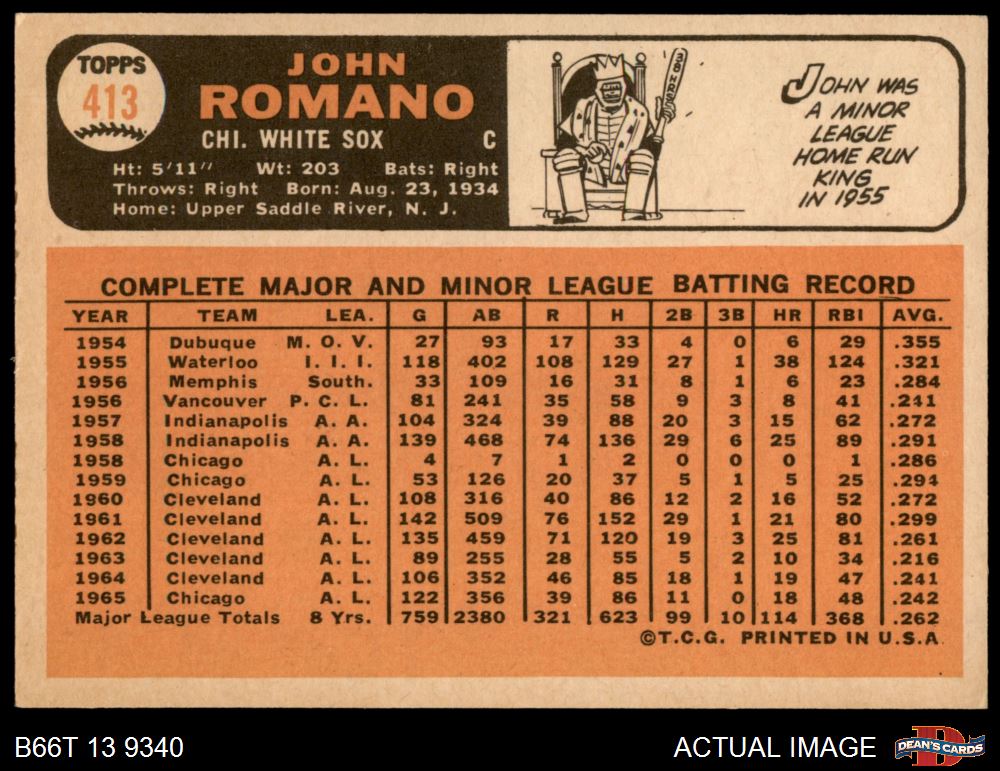 TOPPS
413
JOHN
ROMANO
CHI. WHITE SOX C
Ht: 5'11" Wt: 203 Bats: Right
Throws: Right Born: Aug. 23, 1934
Home: Upper Saddle River, N. J.
38 HRS
JOHN WAS
A MINOR
LEAGUE
HOME RUN
KING
IN 1955
COMPLETE MAJOR AND MINOR LEAGUE BATTING RECORD
YEAR TEAM LEA. G AB R H 2B 3B HR RBI AVG.
1954 Dubuque M. O. V. 27 93 17 33 4 0 6 29 .355
1955 Waterloo I. I. I. 118 402 108 129 27 1 38 124 .321
1956 Memphis South. 33 109 16 31 8 1 6 23 .284
1956 Vancouver P. C. L. 81 241 35 58 9 3 8 41 .241
1957 Indianapolis A. A. 104 324 39 88 20 3 15 62 .272
1958 Indianapolis A. A. 139 468 74 136 29 6 25 89 .291
1958 Chicago A. L. 4 7 1 2 0 0 0 1 .286
1959 Chicago A. L. 53 126 20 37 5 1 5 25 .294
1960 Cleveland A. L. 108 316 40 86 12 2 16 52 .272
1961 Cleveland A. L. 142 509 76 152 29 1 21 80 .299
1962 Cleveland A. L. 135 459 71 120 19 3 25 81 .261
1963 Cleveland A. L. 89 255 28 55 5 2 10 34 .216
1964 Cleveland A. L. 106 352 46 85 18 1 19 47 .241
1965 Chicago A. L. 122 356 39 86 11 0 18 48 .242
Major League Totals 8 Yrs. 759 2380 321 623 99 10 114 368 .262
©T.C.G. PRINTED IN U.S.A.
B66T 13 9340
ACTUAL IMAGE
DEAN'S CARDS